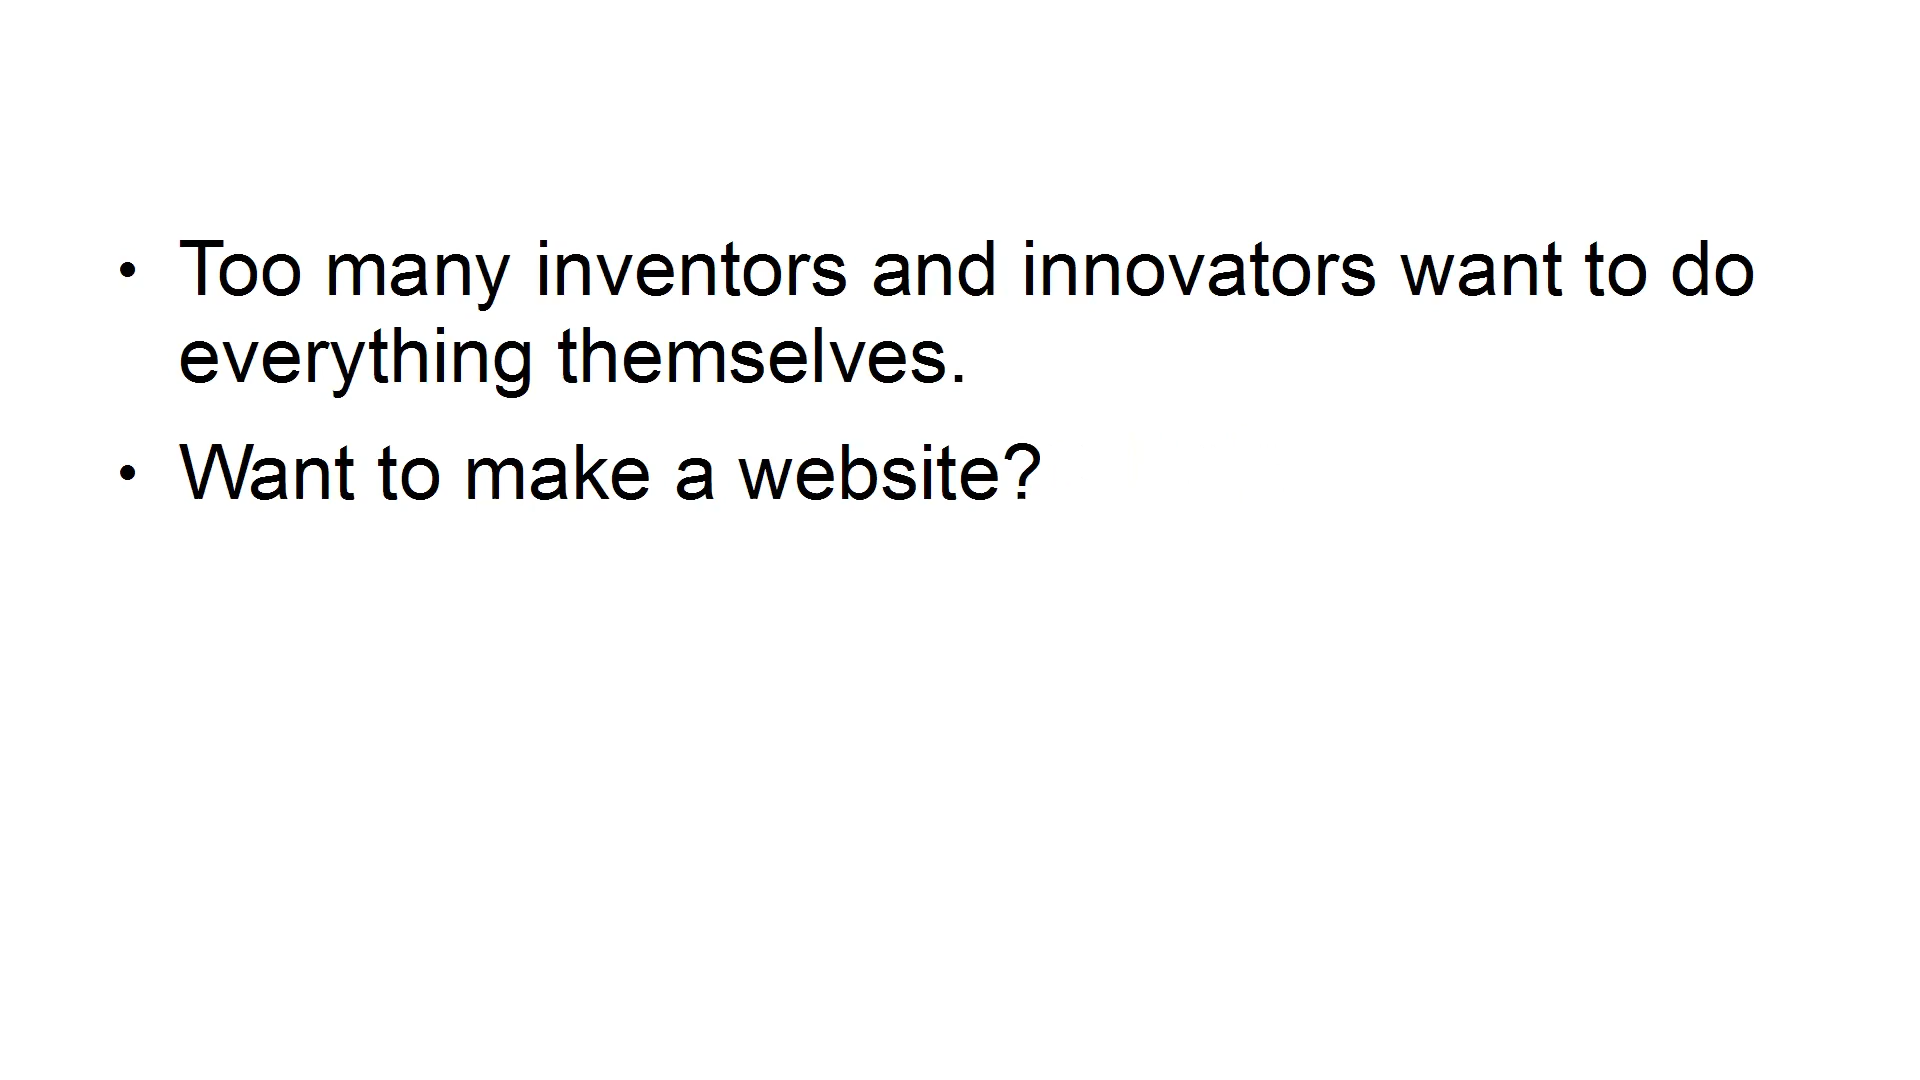 • Too many inventors and innovators want to do
everything themselves.
• Want to make a website?